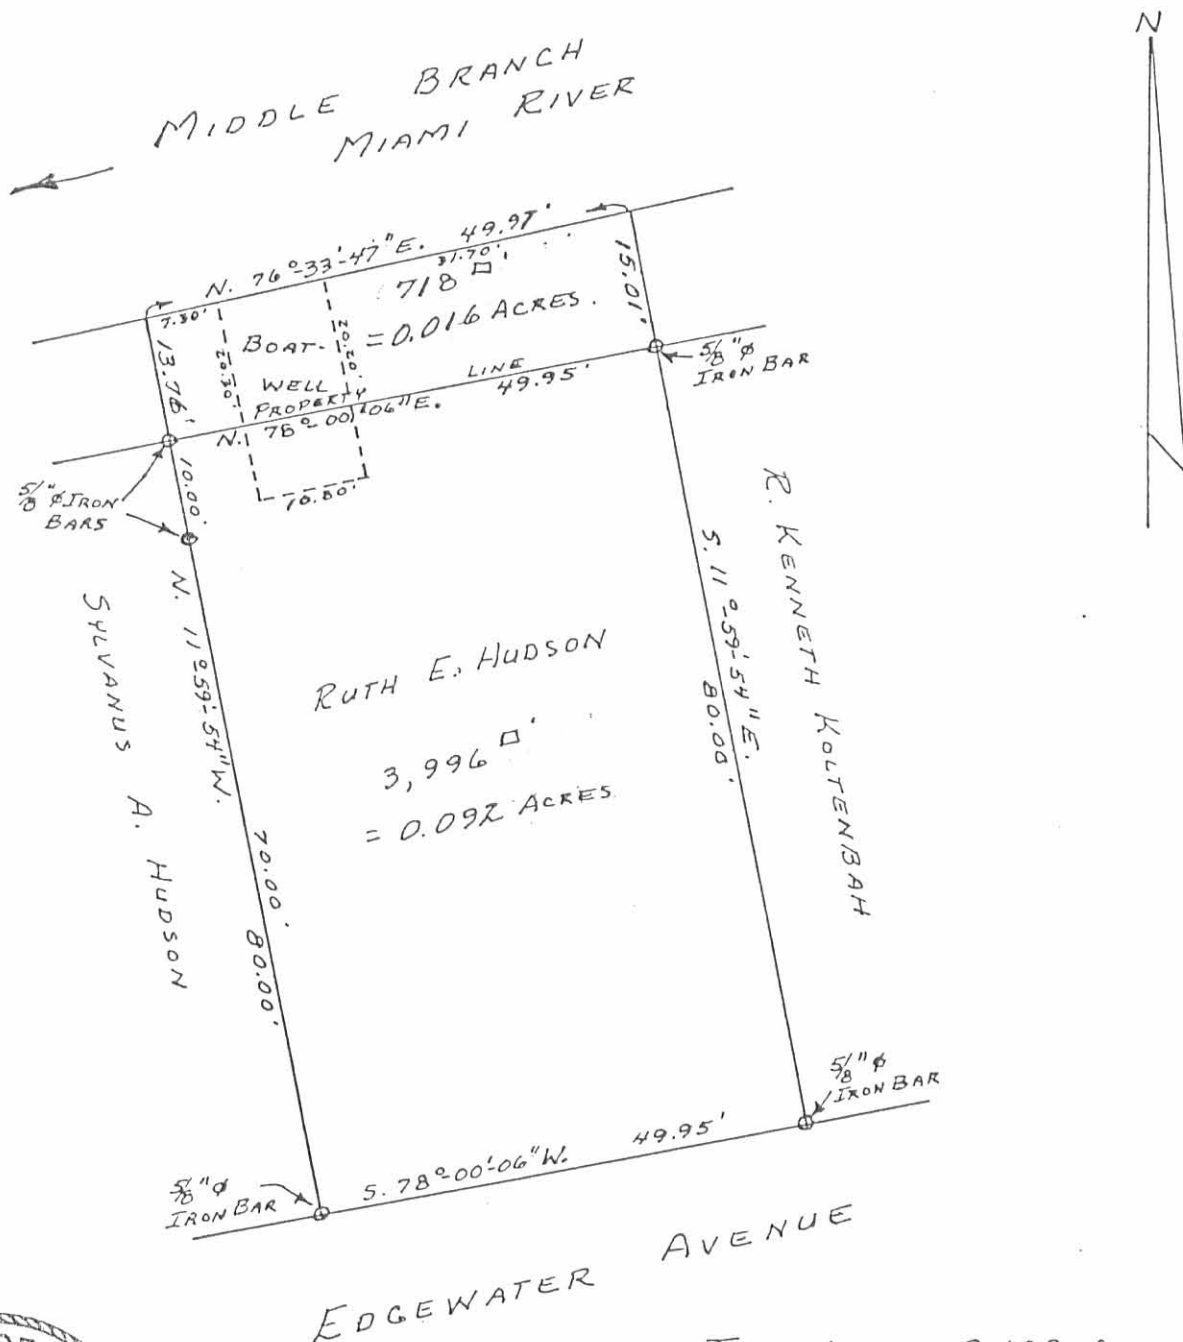 N
MIDDLE BRANCH
MIAMI RIVER
N. 76°-33'-47"E. 49.97'
31.70'
718 □'
= 0.016 ACRES.
7.30'
13.76'
20.30'
20.20'
15.01'
BOAT-
WELL
PROPERTY LINE
N. 78°-00'-06"E. 49.95'
5/8"ϕ
IRON BAR
10.80'
5/8"ϕ IRON
BARS
10.00'
N. 11°-59'-54"W.
70.00'
80.00'
SYLVANUS A. HUDSON
RUTH E. HUDSON
3,996 □'
= 0.092 ACRES
S. 11°-59'-54"E.
80.00'
R. KENNETH KOLTENBAH
5/8"ϕ
IRON BAR
5/8"ϕ
IRON BAR
S. 78°-00'-06"W. 49.95'
EDGEWATER AVENUE